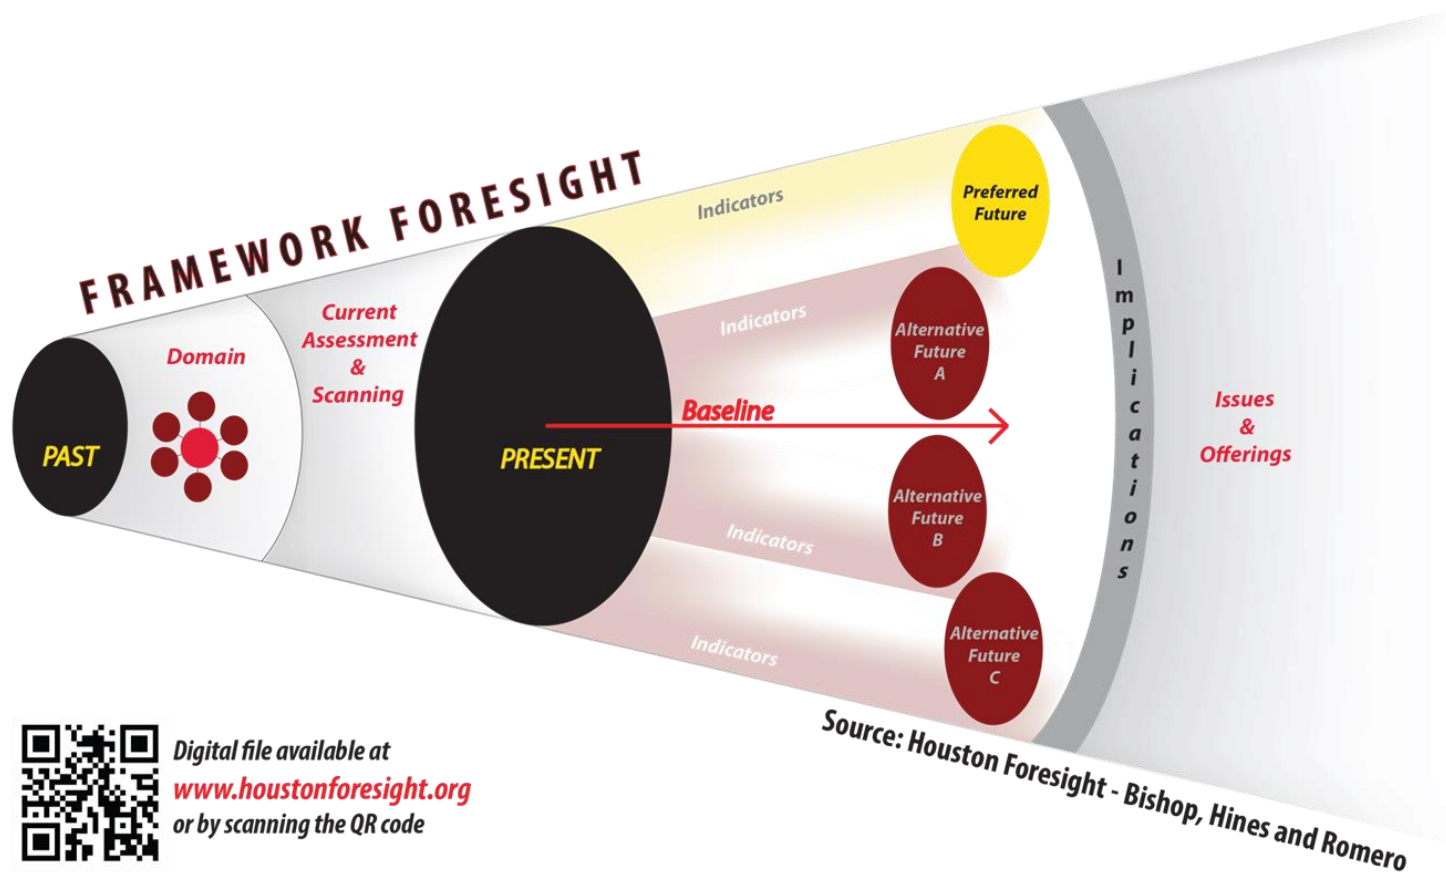 FRAMEWORK FORESIGHT
PAST
Domain
Current
Assessment
&
Scanning
PRESENT
Baseline
Indicators
Indicators
Indicators
Indicators
Preferred
Future
Alternative
Future
A
Alternative
Future
B
Alternative
Future
C
Implications
Issues
&
Offerings
Source: Houston Foresight - Bishop, Hines and Romero
Digital file available at
www.houstonforesight.org
or by scanning the QR code